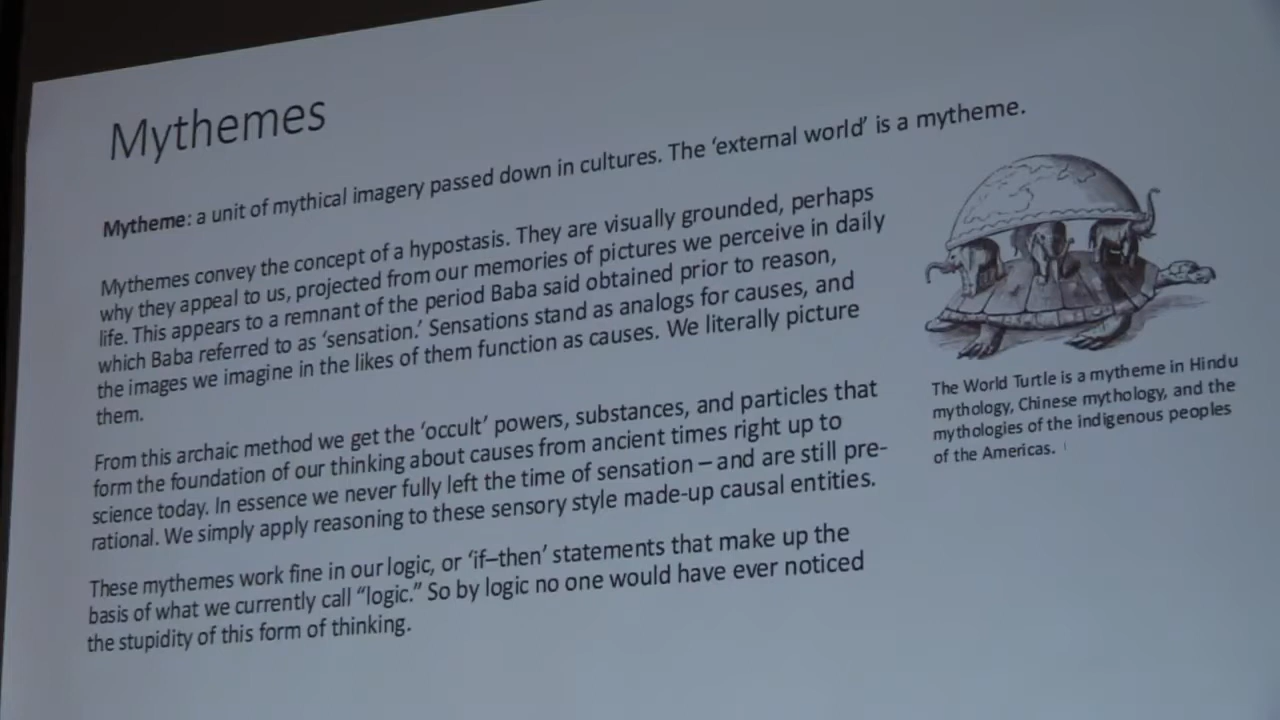 Mythemes
Mytheme: a unit of mythical imagery passed down in cultures. The ‘external world’ is a mytheme.
Mythemes convey the concept of a hypostasis. They are visually grounded, perhaps
why they appeal to us, projected from our memories of pictures we perceive in daily
life. This appears to a remnant of the period Baba said obtained prior to reason,
which Baba referred to as ‘sensation.’ Sensations stand as analogs for causes, and
the images we imagine in the likes of them function as causes. We literally picture
them.
From this archaic method we get the ‘occult’ powers, substances, and particles that
form the foundation of our thinking about causes from ancient times right up to
science today. In essence we never fully left the time of sensation – and are still pre-
rational. We simply apply reasoning to these sensory style made-up causal entities.
These mythemes work fine in our logic, or ‘if–then’ statements that make up the
basis of what we currently call “logic.” So by logic no one would have ever noticed
the stupidity of this form of thinking.
The World Turtle is a mytheme in Hindu
mythology, Chinese mythology, and the
mythologies of the indigenous peoples
of the Americas.